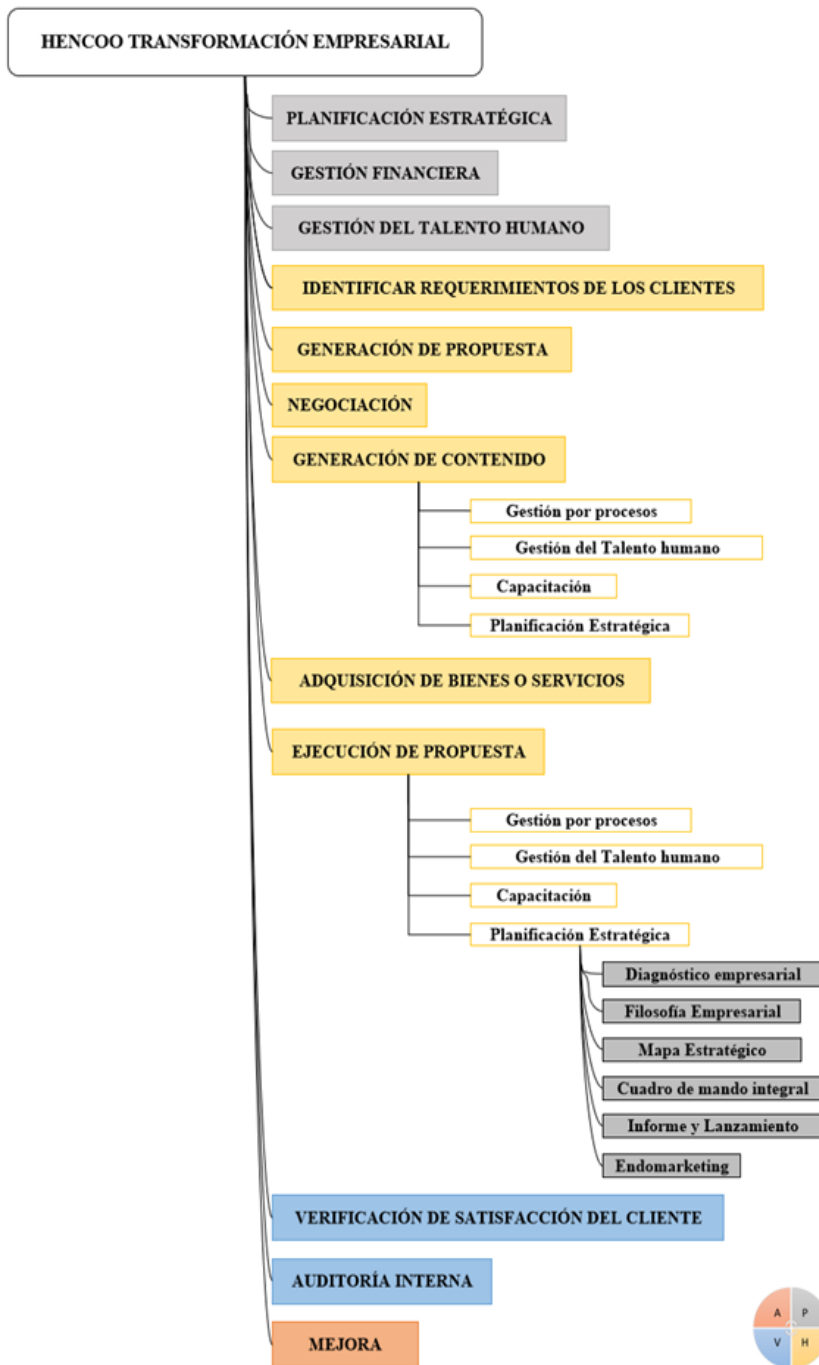 HENCOO TRANSFORMACIÓN EMPRESARIAL
PLANIFICACIÓN ESTRATÉGICA
GESTIÓN FINANCIERA
GESTIÓN DEL TALENTO HUMANO
IDENTIFICAR REQUERIMIENTOS DE LOS CLIENTES
GENERACIÓN DE PROPUESTA
NEGOCIACIÓN
GENERACIÓN DE CONTENIDO
Gestión por procesos
Gestión del Talento humano
Capacitación
Planificación Estratégica
ADQUISICIÓN DE BIENES O SERVICIOS
EJECUCIÓN DE PROPUESTA
Gestión por procesos
Gestión del Talento humano
Capacitación
Planificación Estratégica
Diagnóstico empresarial
Filosofía Empresarial
Mapa Estratégico
Cuadro de mando integral
Informe y Lanzamiento
Endomarketing
VERIFICACIÓN DE SATISFACCIÓN DEL CLIENTE
AUDITORÍA INTERNA
MEJORA
A P
V H